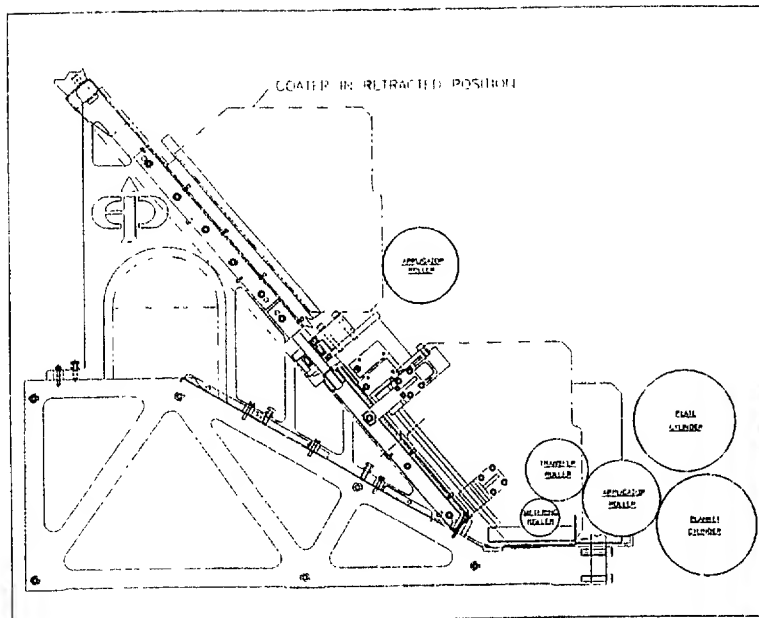 COATER IN RETRACTED POSITION
APPLICATOR
ROLLER
PLATE
CYLINDER
TRANSFER
ROLLER
APPLICATOR
ROLLER
METERING
ROLLER
BLANKET
CYLINDER